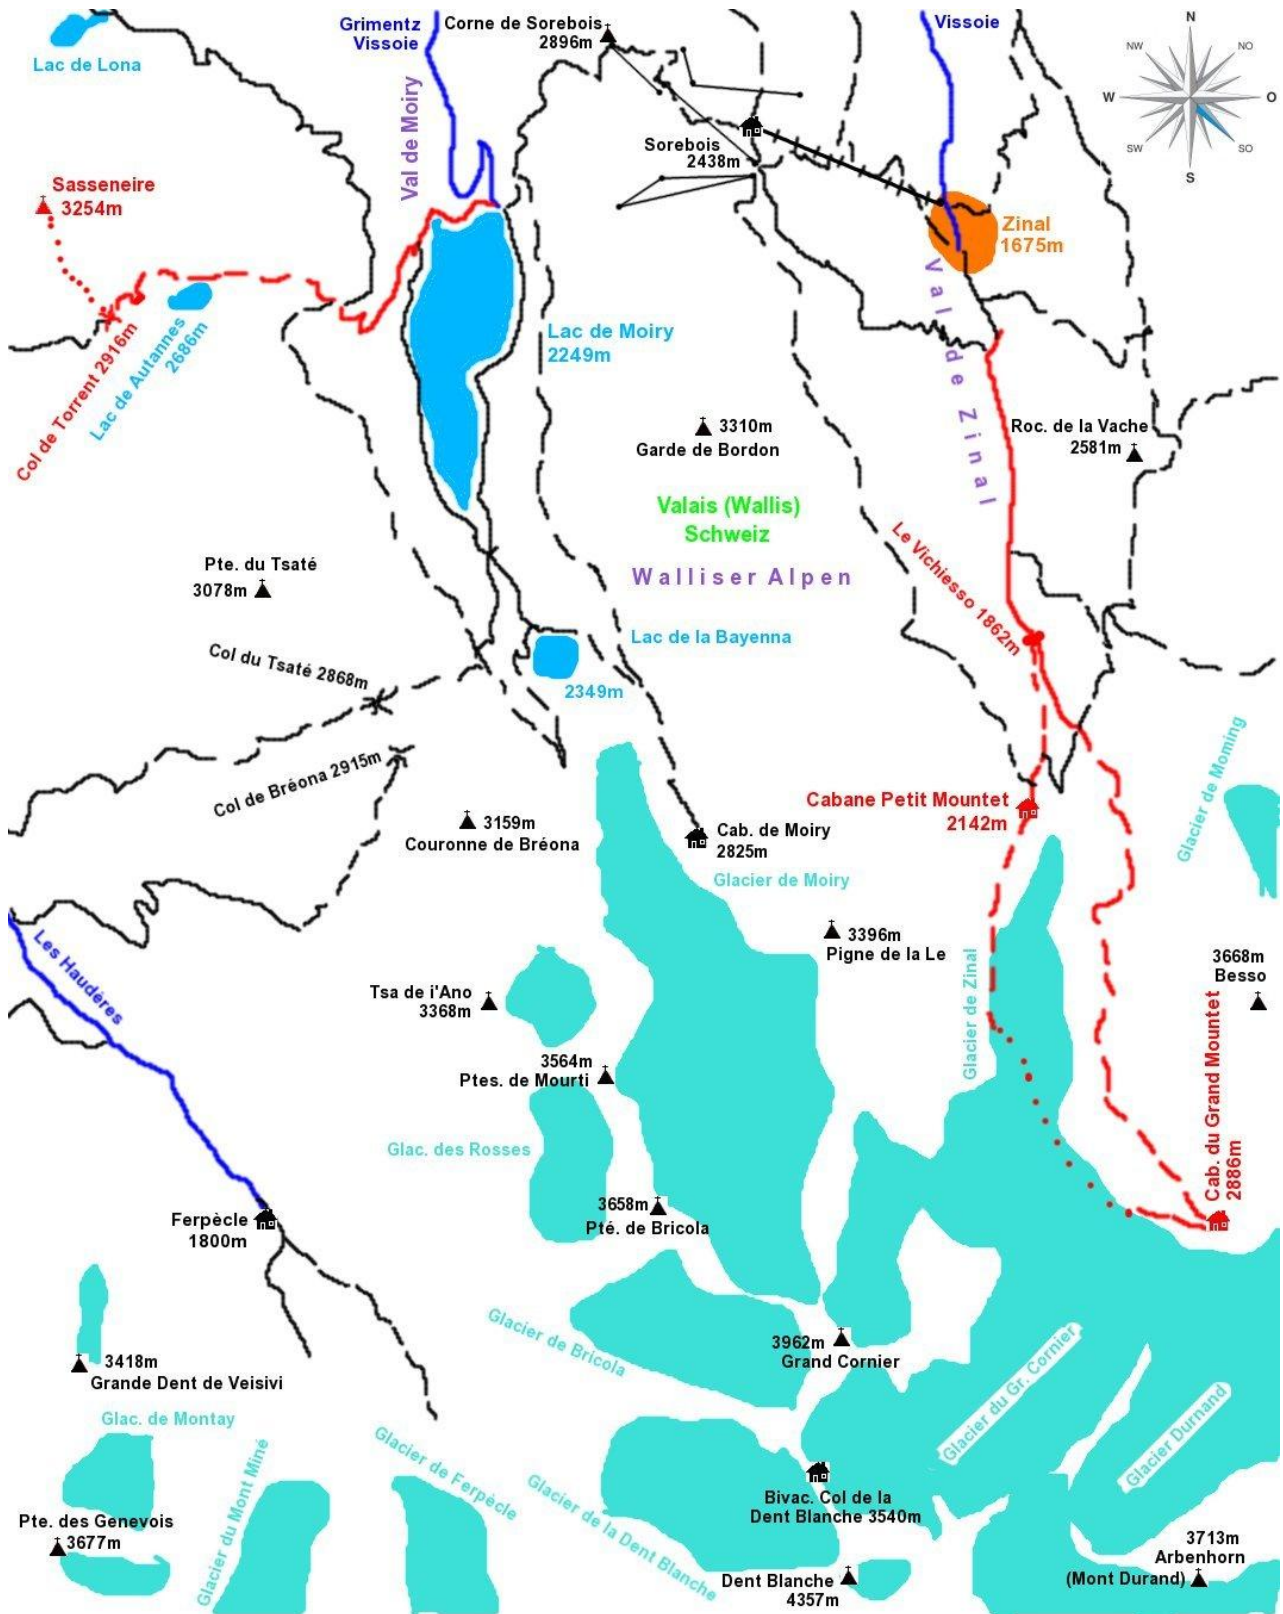 Grimentz
Vissoie
Corne de Sorebois
2896m
Vissoie
N
NW
NO
W
O
SW
SO
S
Lac de Lona
Val de Moiry
Sorebois
2438m
Sasseneire
3254m
Zinal
1675m
Val de Zinal
Col de Torrent 2916m
Lac de Autannes
2686m
Lac de Moiry
2249m
3310m
Garde de Bordon
Roc. de la Vache
2581m
Valais (Wallis)
Schweiz
Walliser Alpen
Le Vichiesso 1862m
Pte. du Tsaté
3078m
Lac de la Bayenna
2349m
Col du Tsaté 2868m
Col de Bréona 2915m
Glacier de Moming
Cabane Petit Mountet
2142m
3159m
Couronne de Bréona
Cab. de Moiry
2825m
Glacier de Moiry
3396m
Pigne de la Le
Les Haudères
Glacier de Zinal
3668m
Besso
Tsa de i'Ano
3368m
3564m
Ptes. de Mourti
Cab. du Grand Mountet
2886m
Glac. des Rosses
3658m
Pté. de Bricola
Ferpècle
1800m
Glacier de Bricola
3962m
Grand Cornier
Glacier du Gr. Cornier
3418m
Grande Dent de Veisivi
Glac. de Montay
Glacier Durnand
Glacier du Mont Miné
Glacier de Ferpècle
Glacier de la Dent Blanche
Bivac. Col de la
Dent Blanche 3540m
Pte. des Genevois
3677m
3713m
Arbenhorn
(Mont Durand)
Dent Blanche
4357m